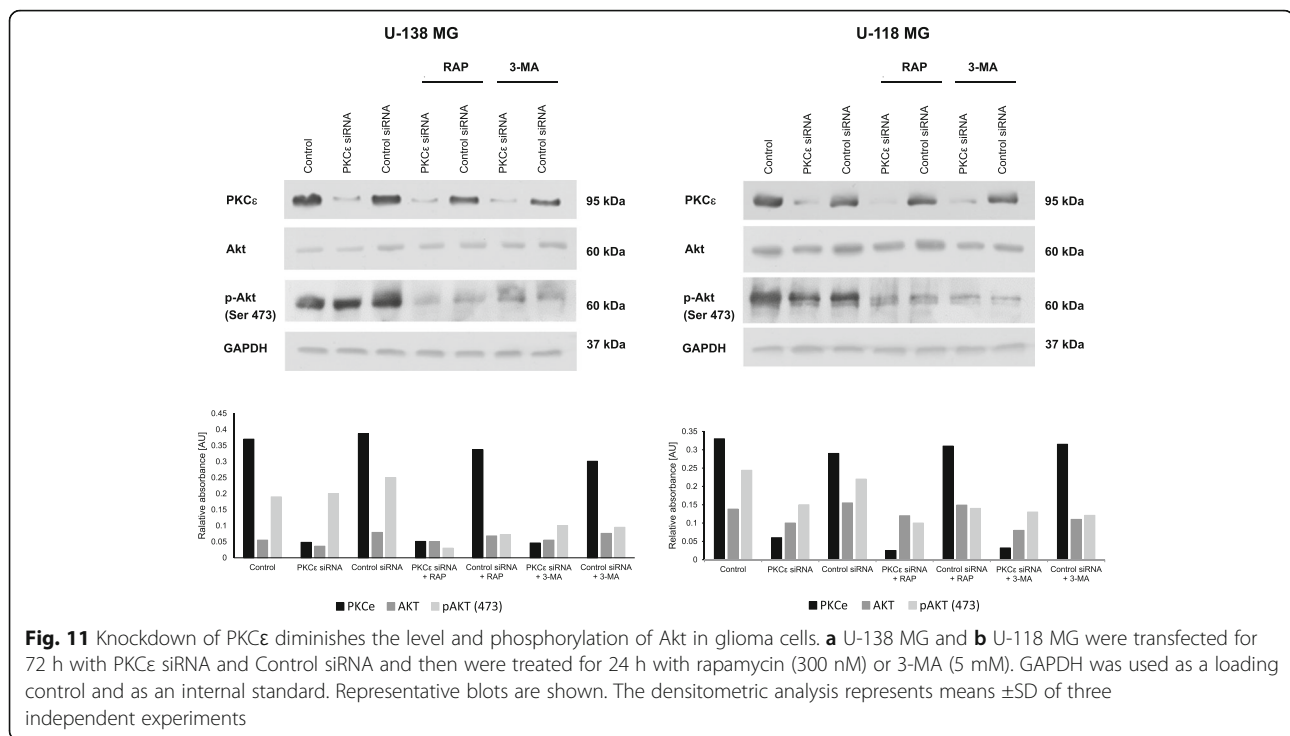 U-138 MG
RAP 3-MA
Control PKCε siRNA Control siRNA PKCε siRNA Control siRNA PKCε siRNA Control siRNA
PKCε 95 kDa
Akt 60 kDa
p-Akt 60 kDa
(Ser 473)
GAPDH 37 kDa
0.45
0.4
0.35
0.3
0.25
0.2
0.15
0.1
0.05
0
Ralative absorbance [AU]
Control PKCε siRNA Control siRNA PKCε siRNA + RAP Control siRNA + RAP PKCε siRNA + 3-MA Control siRNA + 3-MA
PKCe AKT pAKT (473)
U-118 MG
RAP 3-MA
Control PKCε siRNA Control siRNA PKCε siRNA Control siRNA PKCε siRNA Control siRNA
PKCε 95 kDa
Akt 60 kDa
p-Akt 60 kDa
(Ser 473)
GAPDH 37 kDa
0.35
0.3
0.25
0.2
0.15
0.1
0.05
0
Relative absorbance [AU]
Control PKCε siRNA Control siRNA PKCε siRNA + RAP Control siRNA + RAP PKCε siRNA + 3-MA Control siRNA + 3-MA
PKCe AKT pAKT (473)
Fig. 11 Knockdown of PKCε diminishes the level and phosphorylation of Akt in glioma cells. a U-138 MG and b U-118 MG were transfected for
72 h with PKCε siRNA and Control siRNA and then were treated for 24 h with rapamycin (300 nM) or 3-MA (5 mM). GAPDH was used as a loading
control and as an internal standard. Representative blots are shown. The densitometric analysis represents means ±SD of three
independent experiments